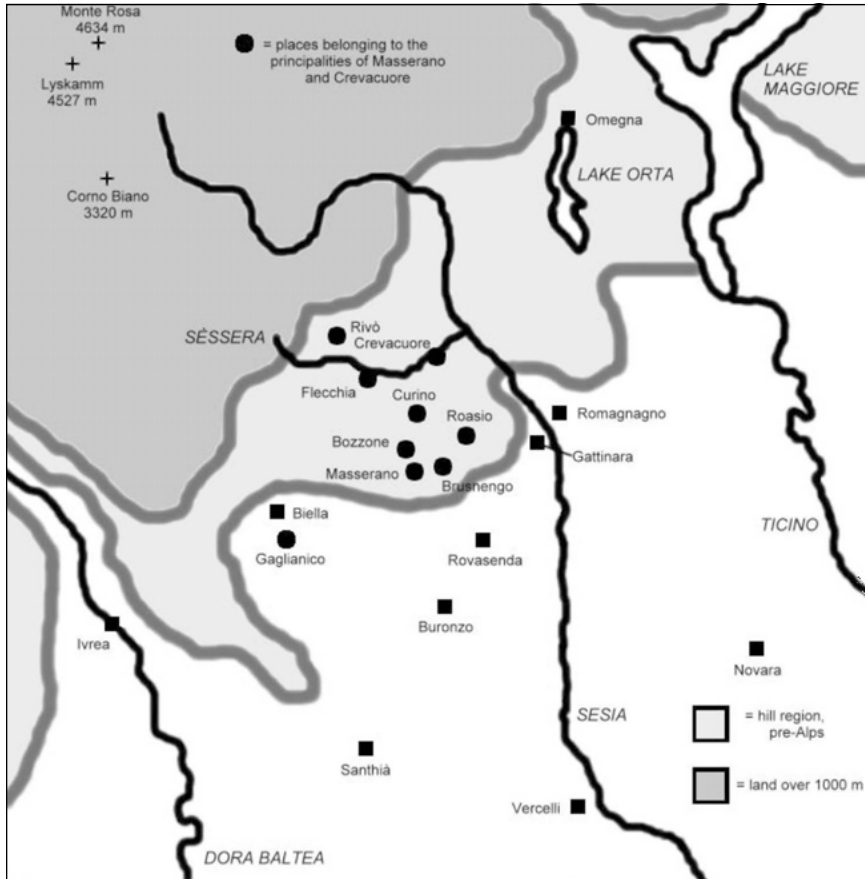 Monte Rosa
4634 m
Lyskamm
4527 m
Corno Biano
3320 m
= places belonging to the
principalities of Masserano
and Crevacuore
LAKE
MAGGIORE
Omegna
LAKE ORTA
SÈSSERA
Rivò
Crevacuore
Flecchia
Curino
Roasio
Bozzone
Masserano
Brusnengo
Romagnagno
Gattinara
Biella
Gaglianico
Rovasenda
TICINO
Buronzo
Ivrea
Novara
SESIA
= hill region,
pre-Alps
Santhià
= land over 1000 m
Vercelli
DORA BALTEA